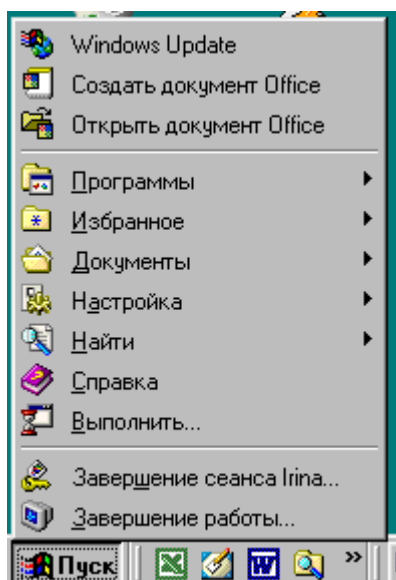 Windows Update
Создать документ Office
Открыть документ Office
Программы
Избранное
Документы
Настройка
Найти
Справка
Выполнить...
Завершение сеанса Irina...
Завершение работы...
Пуск